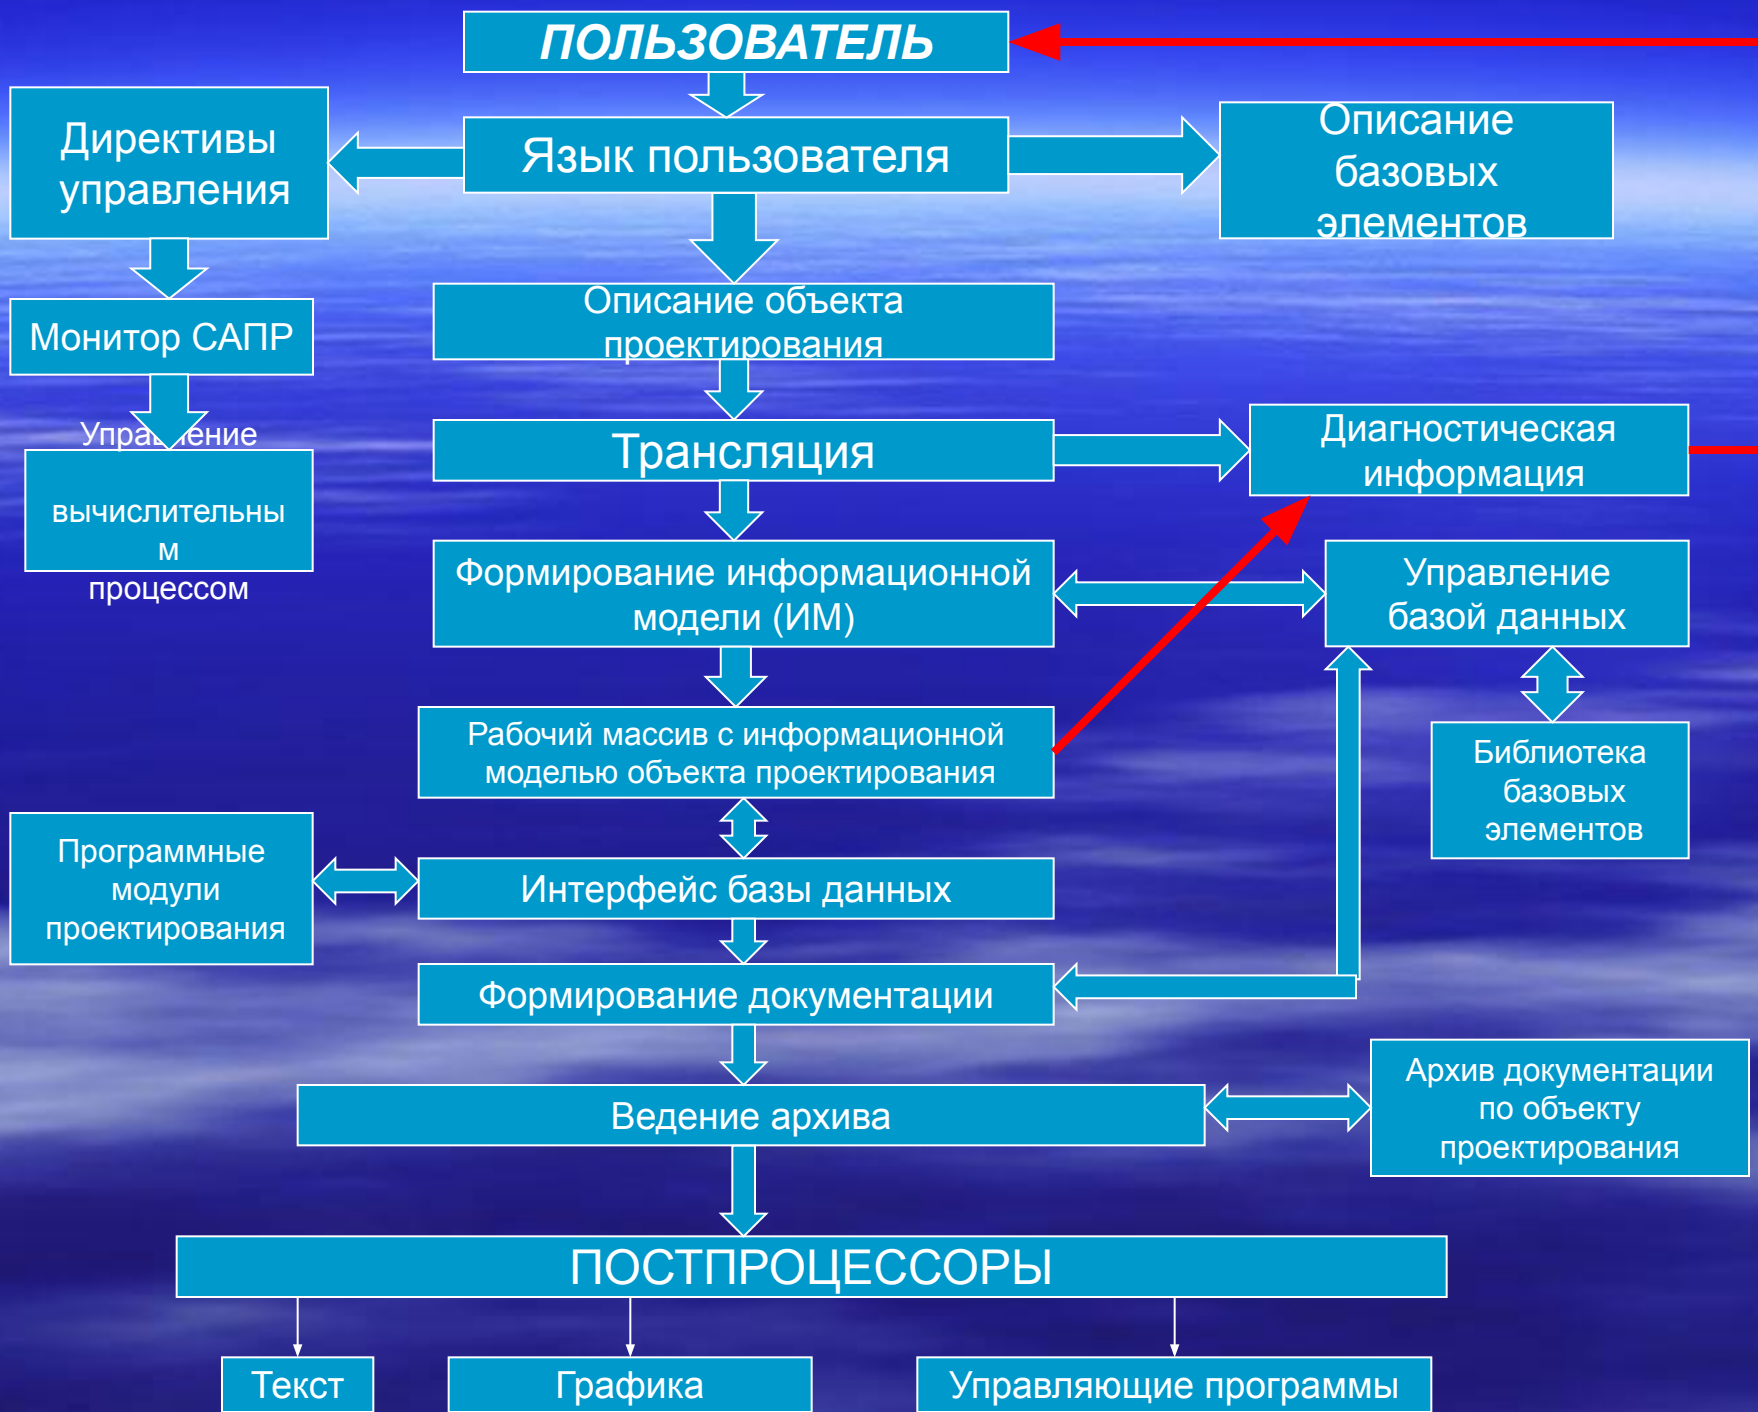 ПОЛЬЗОВАТЕЛЬ
Директивы
управления
Язык пользователя
Описание
базовых
элементов
Монитор САПР
Описание объекта
проектирования
Управление
вычислительны
м
процессом
Трансляция
Диагностическая
информация
Формирование информационной
модели (ИМ)
Управление
базой данных
Рабочий массив с информационной
моделью объекта проектирования
Библиотека
базовых
элементов
Программные
модули
проектирования
Интерфейс базы данных
Формирование документации
Ведение архива
Архив документации
по объекту
проектирования
ПОСТПРОЦЕССОРЫ
Текст
Графика
Управляющие программы